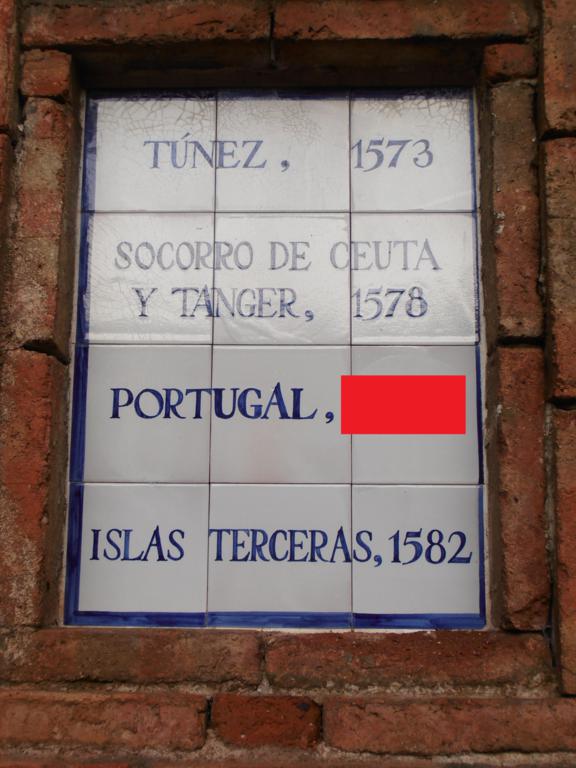 TÚNEZ, 1573
SOCORRO DE CEUTA
Y TANGER, 1578
PORTUGAL,
ISLAS TERCERAS, 1582